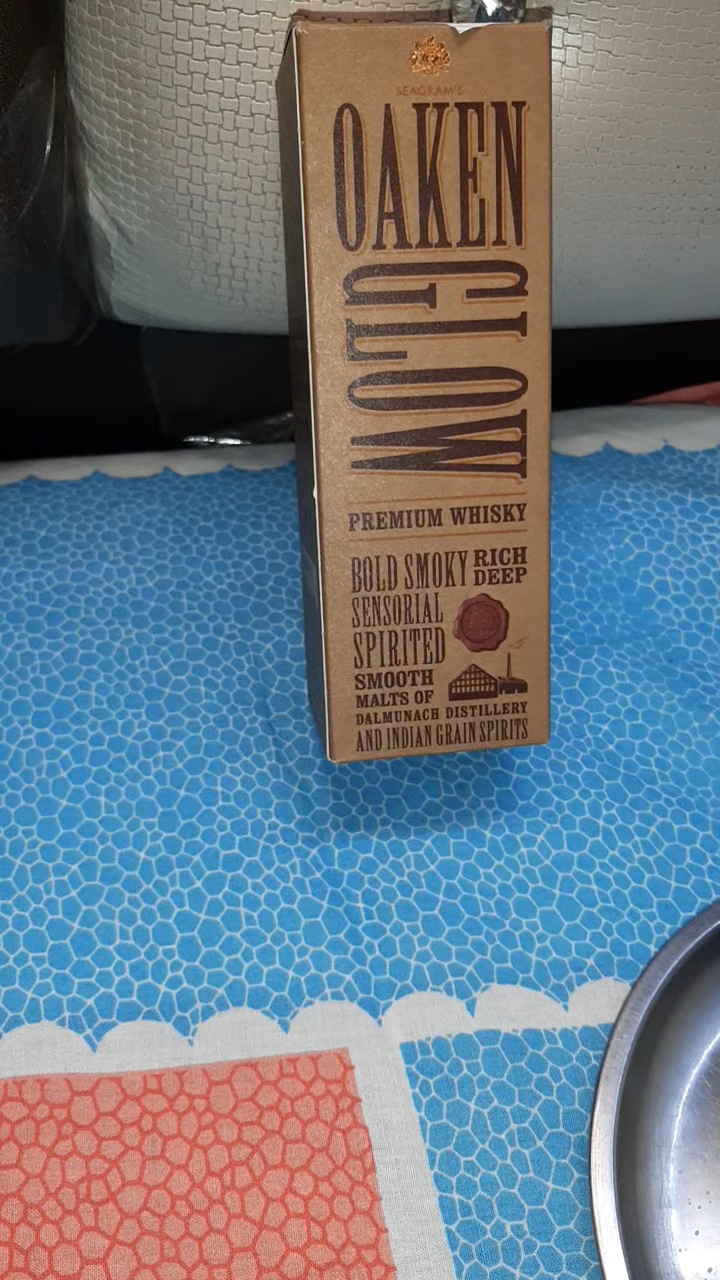 SEAGRAM'S
OAKEN
GLOW
PREMIUM WHISKY
BOLD SMOKY RICH
DEEP
SENSORIAL
SPIRITED
SMOOTH
MALTS OF
DALMUNACH DISTILLERY
AND INDIAN GRAIN SPIRITS